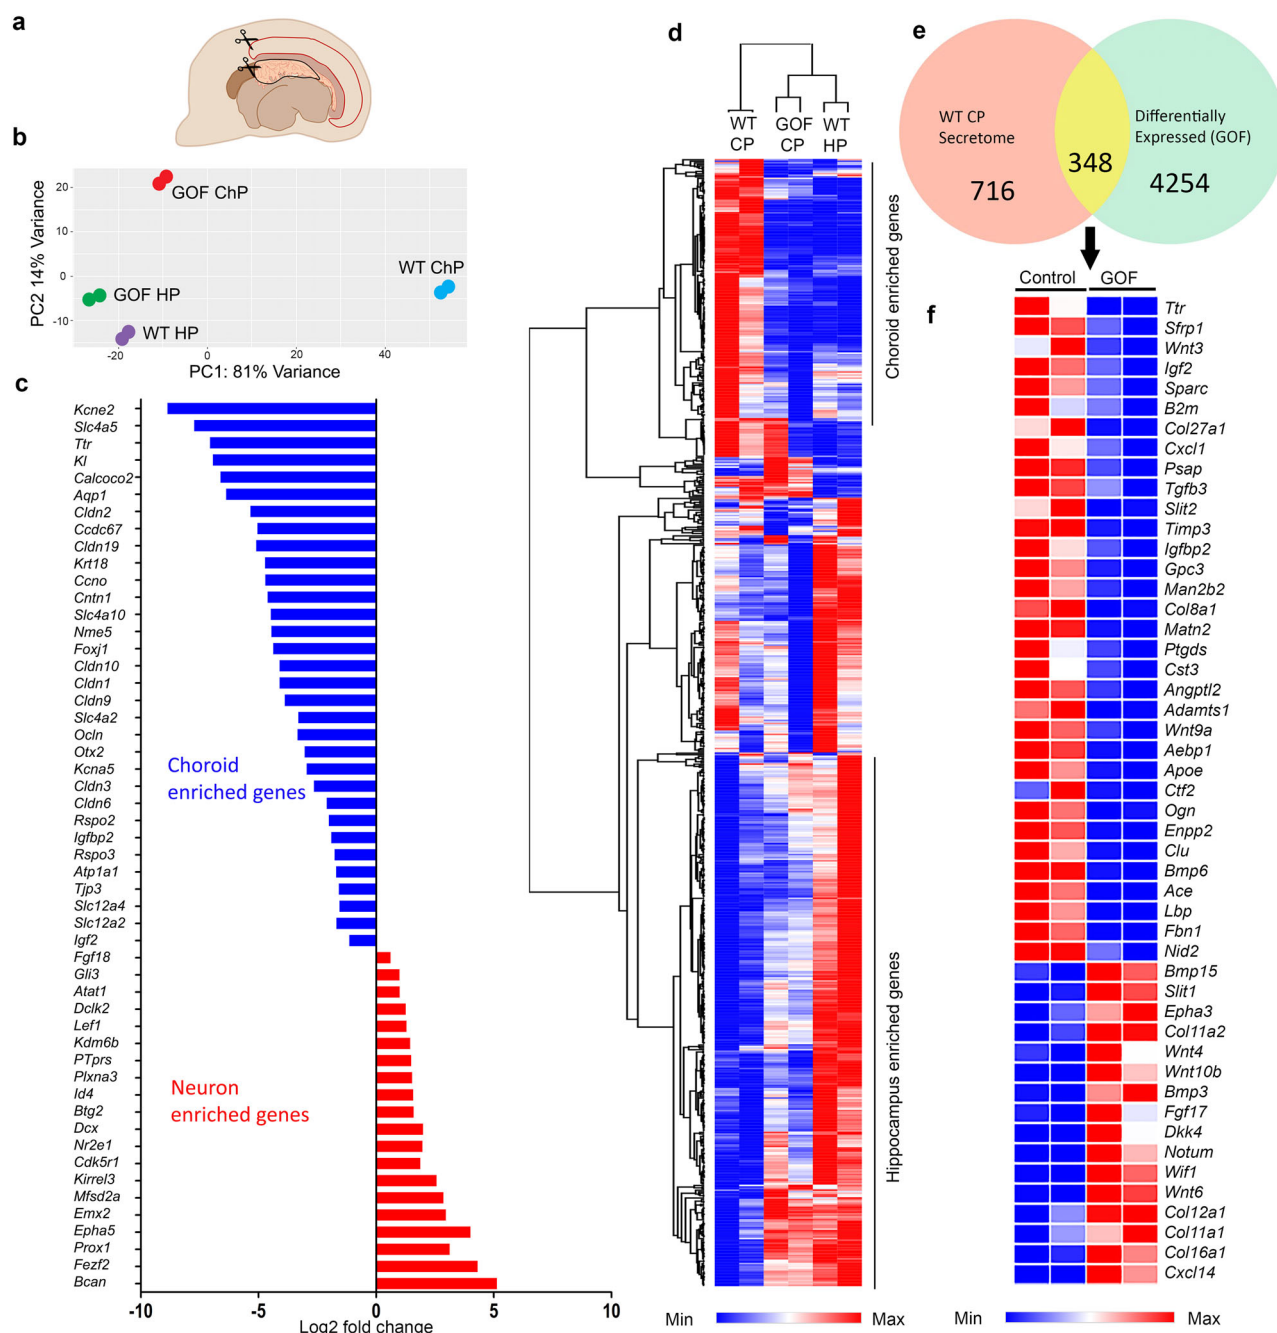 a
b
20
10
0
-10
PC2 14% Variance
GOF ChP
WT ChP
GOF HP
WT HP
-20
0
20
40
PC1: 81% Variance
c
Kcne2
Slc4a5
Ttr
Kl
Calcoco2
Aqp1
Cldn2
Ccdc67
Cldn19
Krt18
Ccno
Cntn1
Slc4a10
Nme5
Foxj1
Cldn10
Cldn1
Cldn9
Slc4a2
Ocln
Otx2
Kcna5
Cldn3
Cldn6
Rspo2
Igfbp2
Rspo3
Atp1a1
Tjp3
Slc12a4
Slc12a2
Igf2
Fgf18
Gli3
Atat1
Dclk2
Lef1
Kdm6b
PTprs
Plxna3
Id4
Btg2
Dcx
Nr2e1
Cdk5r1
Kirrel3
Mfsd2a
Emx2
Epha5
Prox1
Fezf2
Bcan
Choroid
enriched genes
Neuron
enriched genes
-10
-5
0
5
10
Log2 fold change
d
WT
CP
GOF
CP
WT
HP
Choroid enriched genes
Hippocampus enriched genes
Min
Max
e
WT CP
Secretome
716
348
Differentially
Expressed (GOF)
4254
f
Control
GOF
Ttr
Sfrp1
Wnt3
Igf2
Sparc
B2m
Col27a1
Cxcl1
Psap
Tgfb3
Slit2
Timp3
Igfbp2
Gpc3
Man2b2
Col8a1
Matn2
Ptgds
Cst3
Angptl2
Adamts1
Wnt9a
Aebp1
Apoe
Ctf2
Ogn
Enpp2
Clu
Bmp6
Ace
Lbp
Fbn1
Nid2
Bmp15
Slit1
Epha3
Col11a2
Wnt4
Wnt10b
Bmp3
Fgf17
Dkk4
Notum
Wif1
Wnt6
Col12a1
Col11a1
Col16a1
Cxcl14
Min
Max